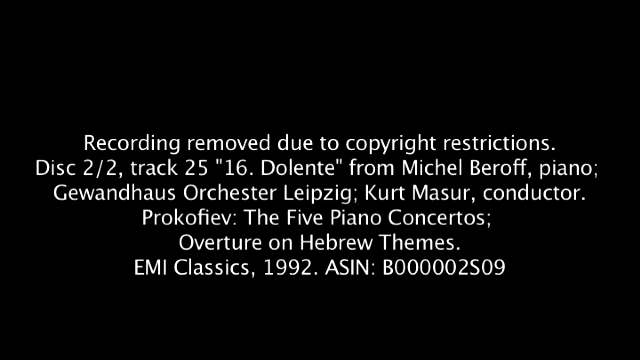 Recording removed due to copyright restrictions.
Disc 2/2, track 25 "16. Dolente" from Michel Beroff, piano;
Gewandhaus Orchester Leipzig; Kurt Masur, conductor.
Prokofiev: The Five Piano Concertos;
Overture on Hebrew Themes.
EMI Classics, 1992. ASIN: B000002S09